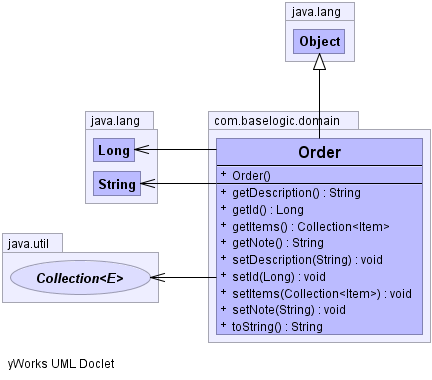 java.lang
Object
java.lang
Long
String
com.baselogic.domain
Order
+ Order()
+ getDescription() : String
+ getId() : Long
+ getItems() : Collection<Item>
+ getNote() : String
+ setDescription(String) : void
+ setId(Long) : void
+ setItems(Collection<Item>) : void
+ setNote(String) : void
+ toString() : String
java.util
Collection<E>
yWorks UML Doclet